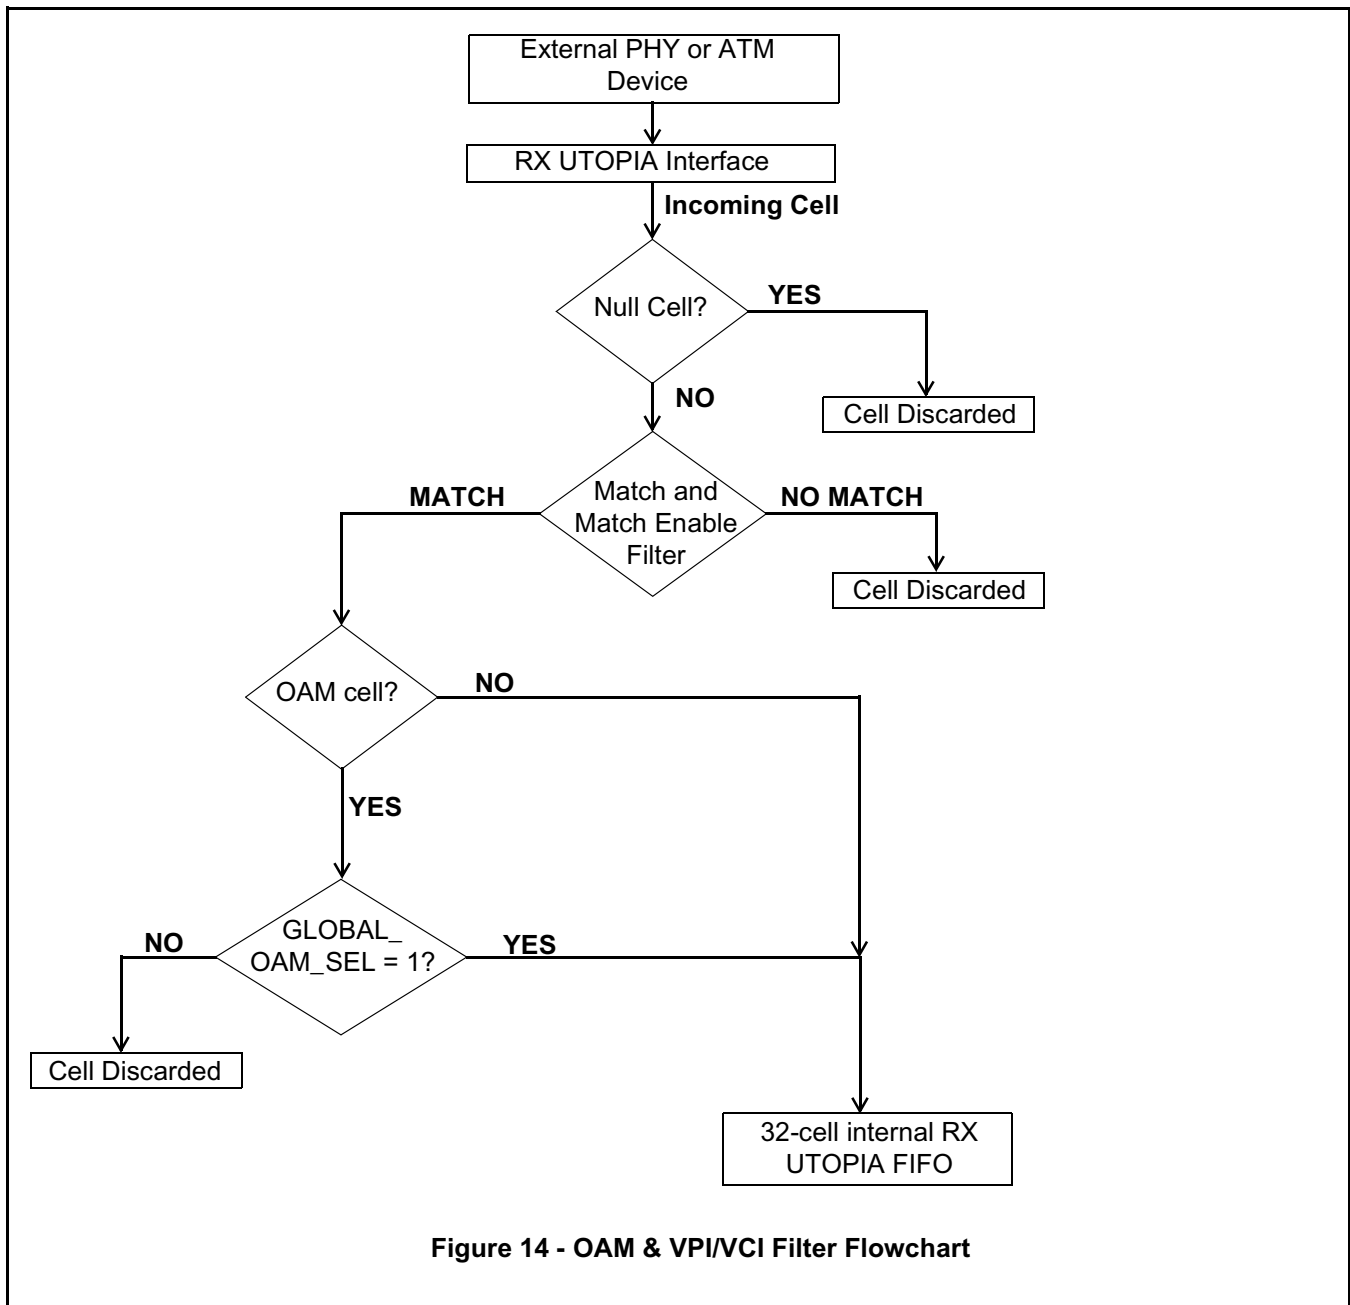 External PHY or ATM
Device
RX UTOPIA Interface
Incoming Cell
Null Cell?
YES
NO
Cell Discarded
MATCH
Match and
Match Enable
Filter
NO MATCH
Cell Discarded
OAM cell?
NO
YES
GLOBAL_
OAM_SEL = 1?
NO
YES
Cell Discarded
32-cell internal RX
UTOPIA FIFO
Figure 14 - OAM & VPI/VCI Filter Flowchart